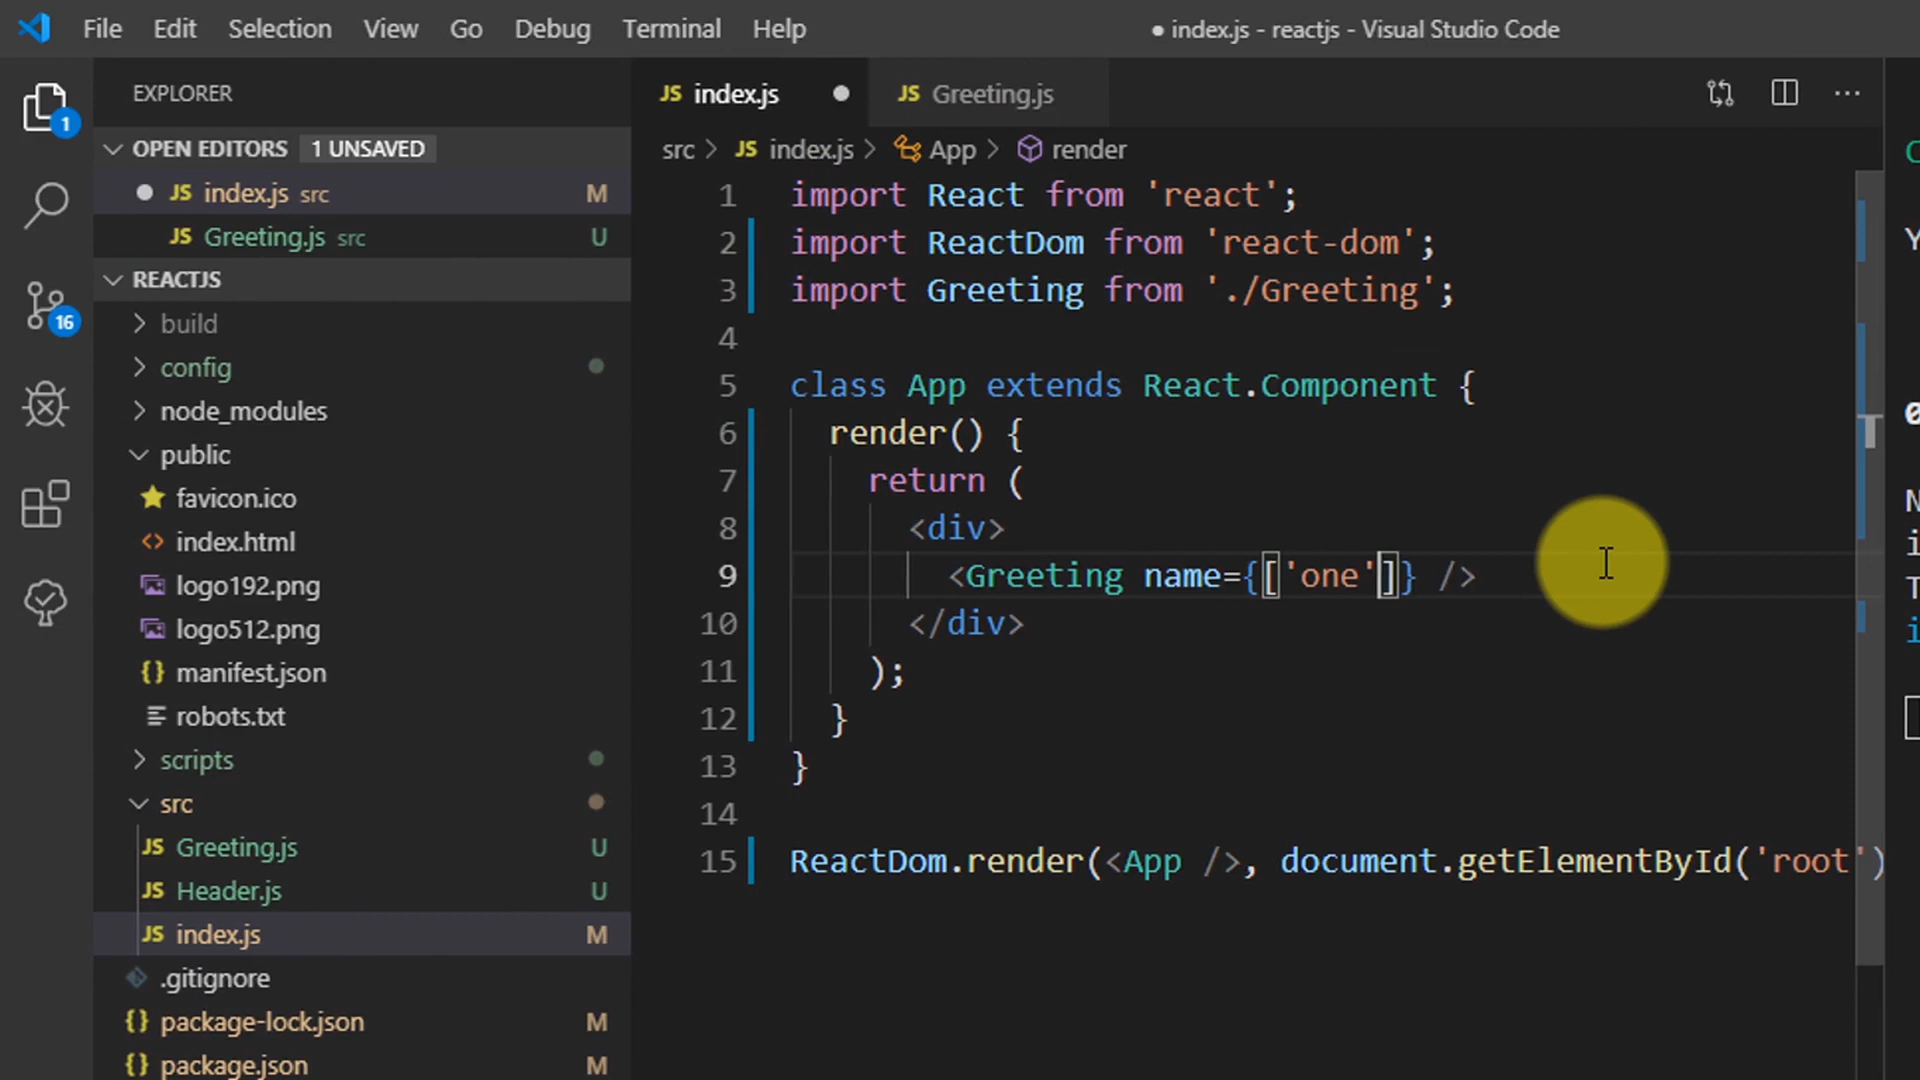 File Edit Selection View Go Debug Terminal Help
● index.js - reactjs - Visual Studio Code
EXPLORER
OPEN EDITORS 1 UNSAVED
JS index.js src M
JS Greeting.js src U
REACTJS
build
config
node_modules
public
favicon.ico
index.html
logo192.png
logo512.png
manifest.json
robots.txt
scripts
src
JS Greeting.js U
JS Header.js U
JS index.js M
.gitignore
{} package-lock.json M
{} package.json M
1
16
JS index.js ● JS Greeting.js
src > JS index.js > App > render
1 import React from 'react';
2 import ReactDom from 'react-dom';
3 import Greeting from './Greeting';
4
5 class App extends React.Component {
6 render() {
7 return (
8 <div>
9 <Greeting name={['one']} />
10 </div>
11 );
12 }
13 }
14
15 ReactDom.render(<App />, document.getElementById('root')